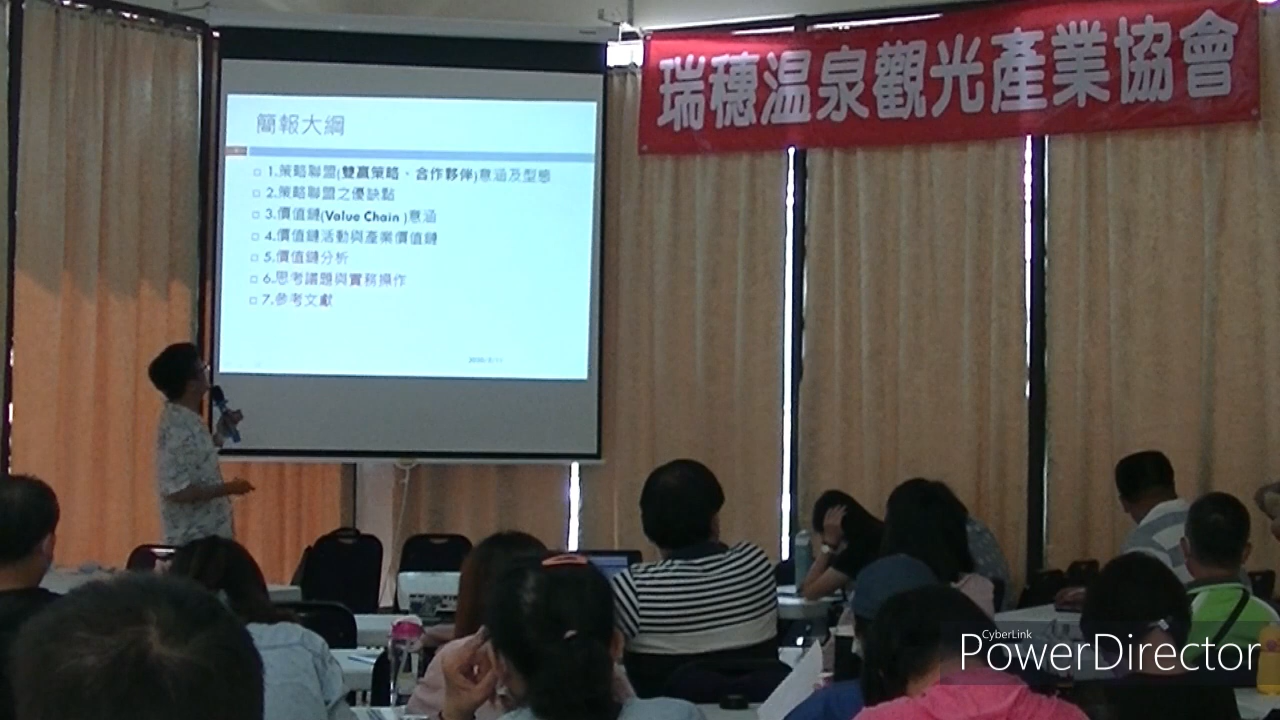 瑞穗温泉觀光產業協會
簡報大綱
1.策略聯盟(雙贏策略、合作夥伴)意涵及型態
2.策略聯盟之優缺點
3.價值鏈(Value Chain )意涵
4.價值鏈活動與產業價值鏈
5.價值鏈分析
6.思考議題與實務操作
7.參考文獻
CyberLink
PowerDirector